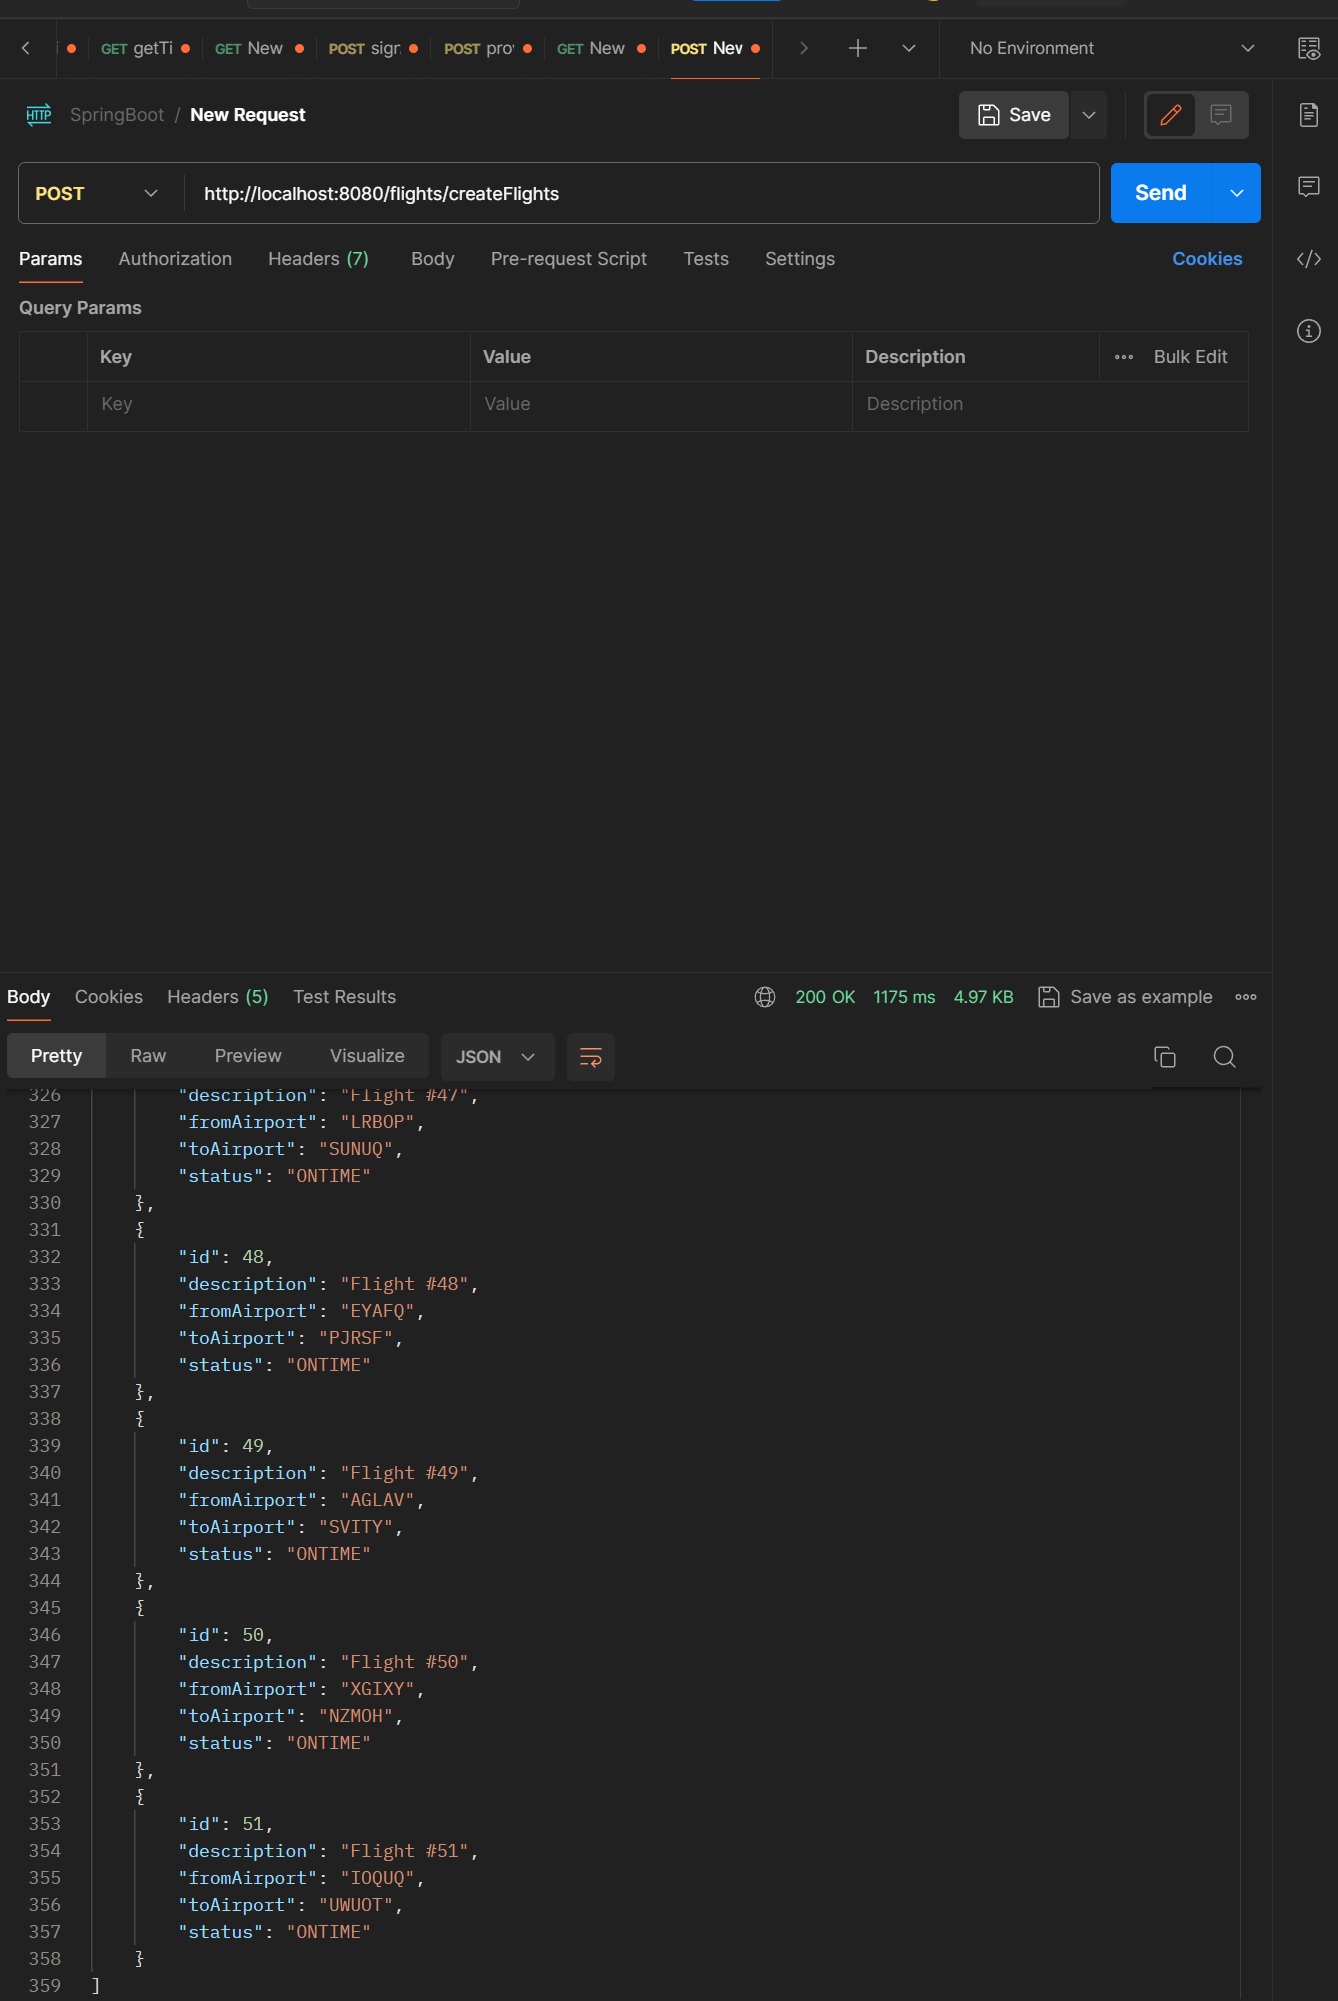 GET getTi GET New POST sign POST pro GET New POST New No Environment
HTTP SpringBoot / New Request Save
POST http://localhost:8080/flights/createFlights Send
Params Authorization Headers (7) Body Pre-request Script Tests Settings Cookies
Query Params
Key Value Description Bulk Edit
Key Value Description
Body Cookies Headers (5) Test Results 200 OK 1175 ms 4.97 KB Save as example
Pretty Raw Preview Visualize JSON
326 "description": "Flight #47",
327 "fromAirport": "LRBOP",
328 "toAirport": "SUNUQ",
329 "status": "ONTIME"
330 },
331 {
332 "id": 48,
333 "description": "Flight #48",
334 "fromAirport": "EYAFQ",
335 "toAirport": "PJRSF",
336 "status": "ONTIME"
337 },
338 {
339 "id": 49,
340 "description": "Flight #49",
341 "fromAirport": "AGLAV",
342 "toAirport": "SVITY",
343 "status": "ONTIME"
344 },
345 {
346 "id": 50,
347 "description": "Flight #50",
348 "fromAirport": "XGIXY",
349 "toAirport": "NZMOH",
350 "status": "ONTIME"
351 },
352 {
353 "id": 51,
354 "description": "Flight #51",
355 "fromAirport": "IOQUQ",
356 "toAirport": "UWUOT",
357 "status": "ONTIME"
358 }
359 ]